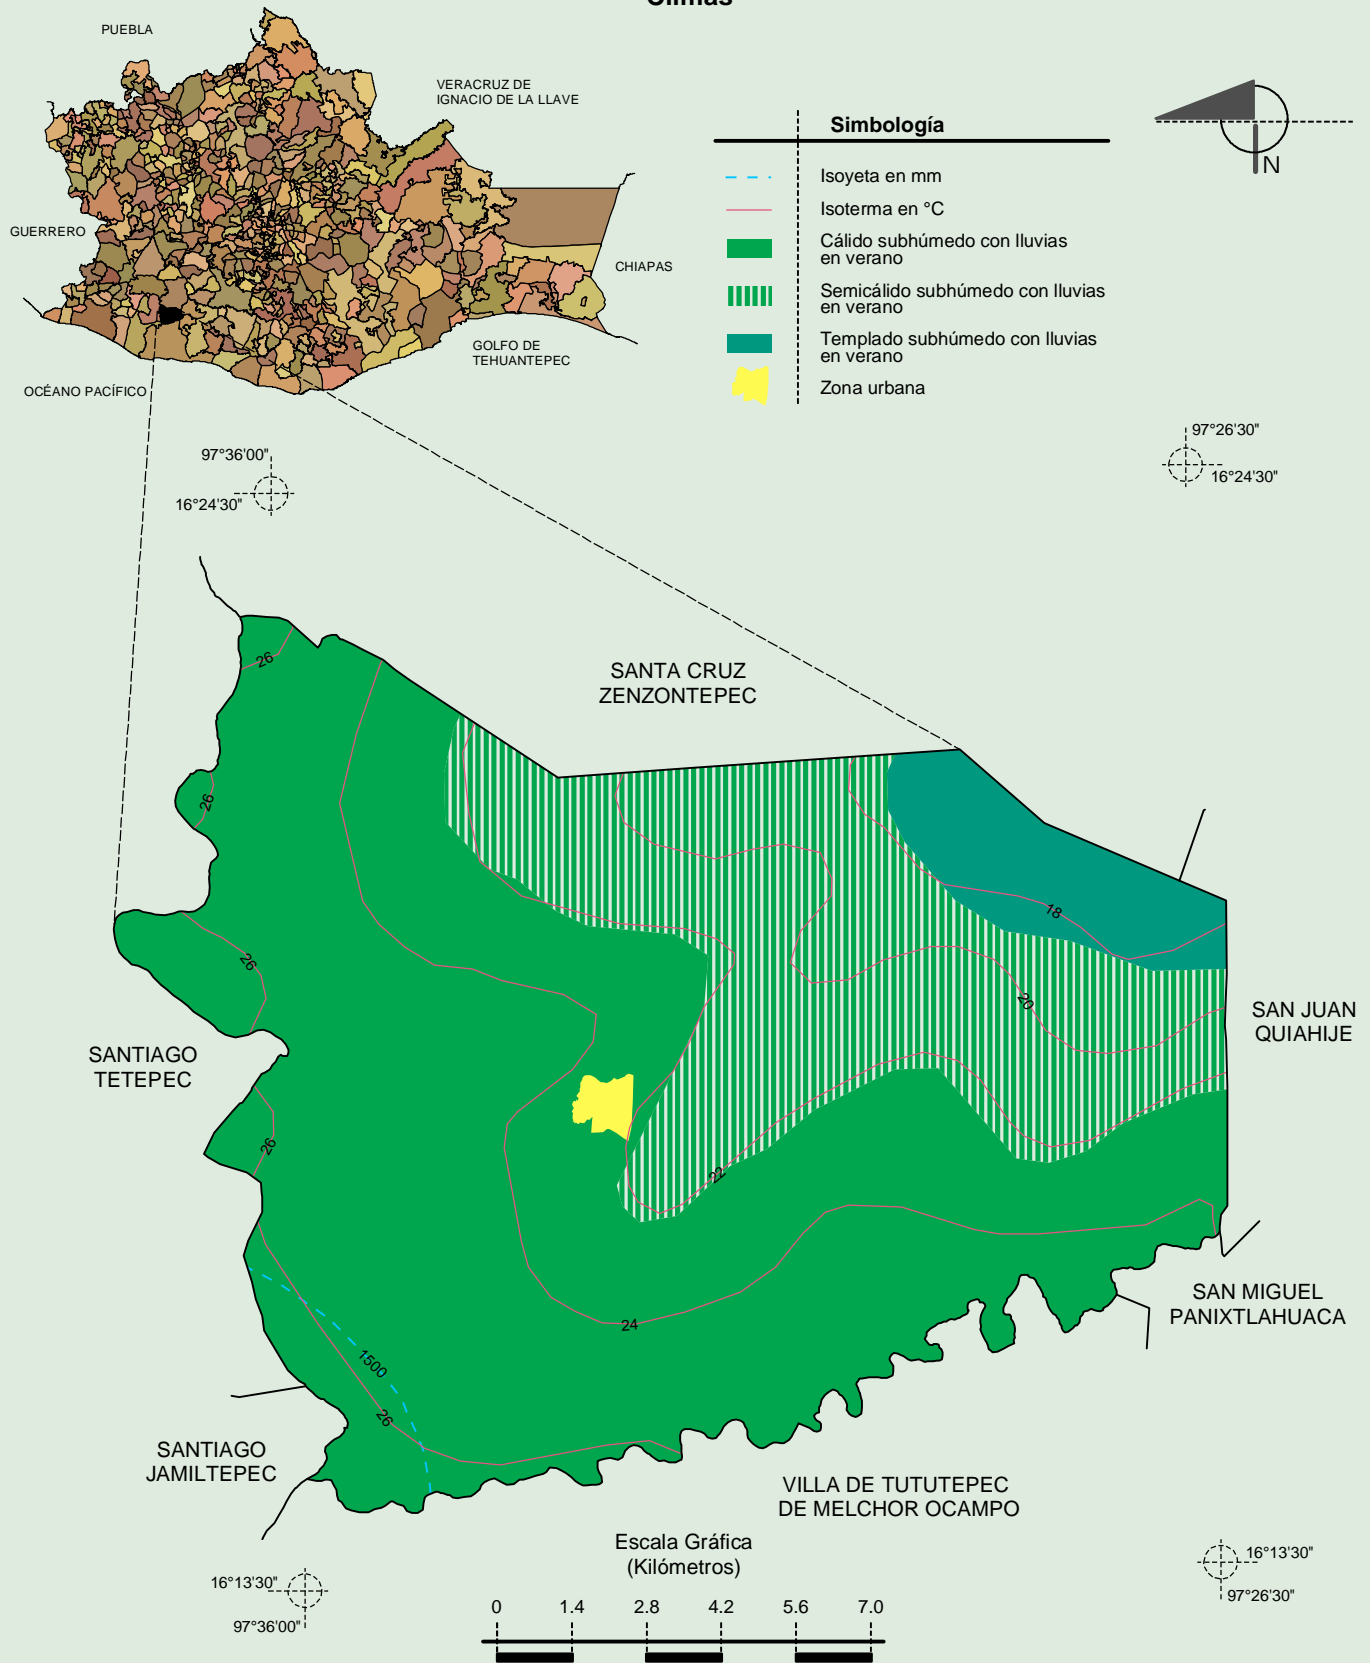 Climas
PUEBLA
VERACRUZ DE
IGNACIO DE LA LLAVE
GUERRERO
CHIAPAS
GOLFO DE
TEHUANTEPEC
OCÉANO PACÍFICO
Simbología
Isoyeta en mm
Isoterma en °C
Cálido subhúmedo con lluvias
en verano
Semicálido subhúmedo con lluvias
en verano
Templado subhúmedo con lluvias
en verano
Zona urbana
N
97°36'00"
16°24'30"
97°26'30"
16°24'30"
SANTA CRUZ
ZENZONTEPEC
26
26
18
26
20
SAN JUAN
QUIAHIJE
SANTIAGO
TETEPEC
26
22
SAN MIGUEL
PANIXTLAHUACA
24
1500
26
SANTIAGO
JAMILTEPEC
VILLA DE TUTUTEPEC
DE MELCHOR OCAMPO
Escala Gráfica
(Kilómetros)
0 1.4 2.8 4.2 5.6 7.0
16°13'30"
97°36'00"
16°13'30"
97°26'30"